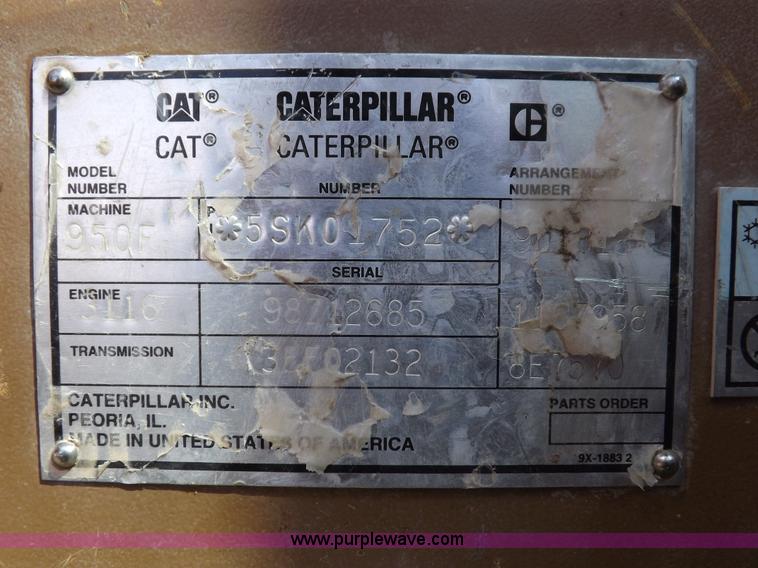 CAT® CATERPILLAR® ®
CAT® CATERPILLAR®
MODEL NUMBER NUMBER ARRANGEMENT NUMBER
MACHINE
950F *5SK01752*
SERIAL
ENGINE
3116 98Z12685
TRANSMISSION
CATERPILLAR INC.
PEORIA, IL.
MADE IN UNITED STATES OF AMERICA
PARTS ORDER
9X-1883 2
www.purplewave.com